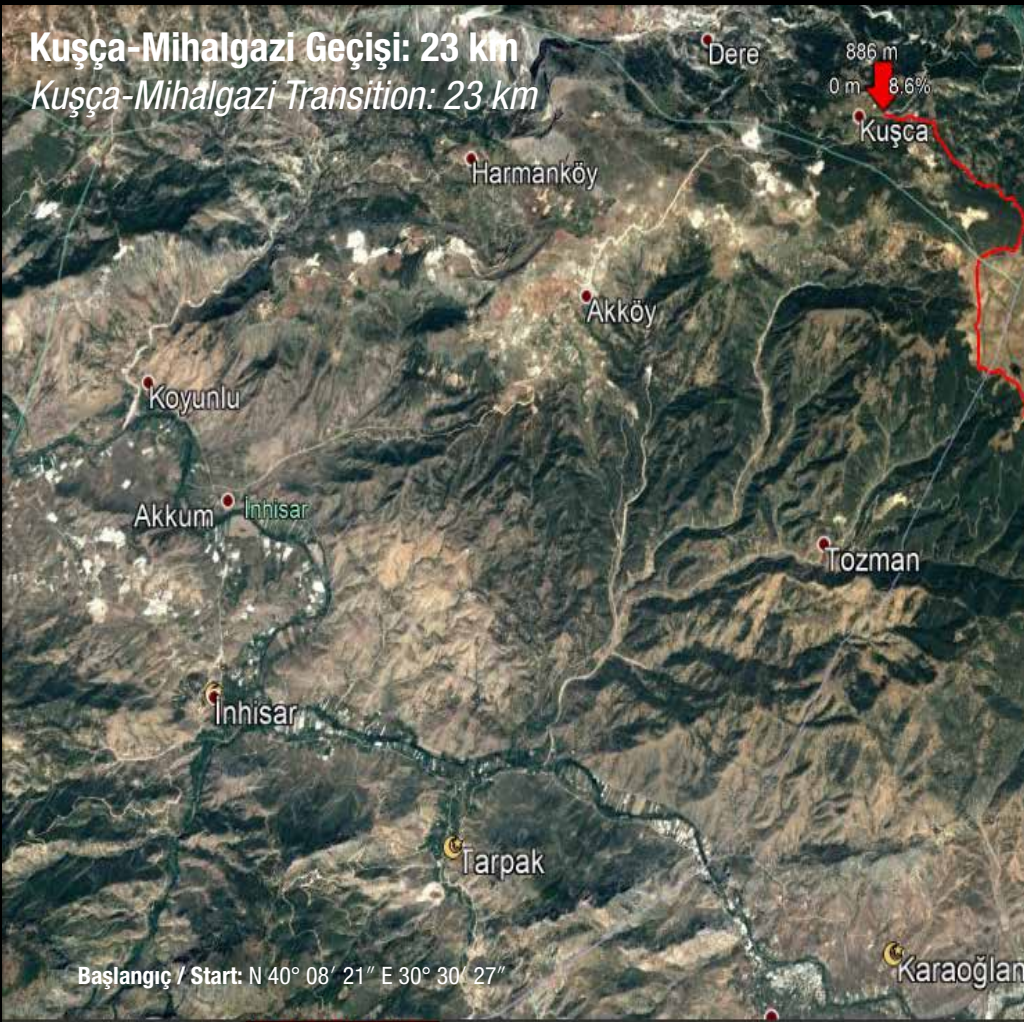 Kuşça-Mihalgazi Geçişi: 23 km
Kuşça-Mihalgazi Transition: 23 km
Dere
886 m
0 m 8.6%
Kuşca
Harmanköy
Akköy
Koyunlu
Akkum
İnhisar
Tozman
İnhisar
Tarpak
Karaoğlan
Başlangıç / Start: N 40° 08′ 21″ E 30° 30′ 27″